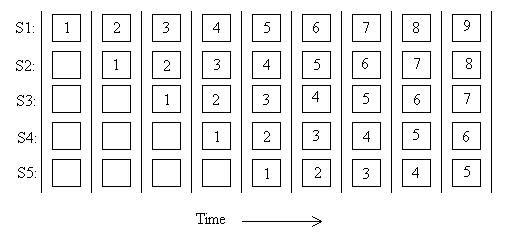 S1: 1 2 3 4 5 6 7 8 9
S2: 1 2 3 4 5 6 7 8
S3: 1 2 3 4 5 6 7
S4: 1 2 3 4 5 6
S5: 1 2 3 4 5
Time